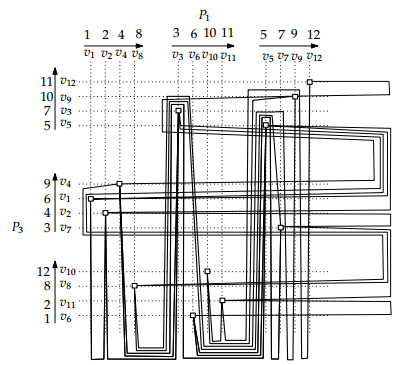 P₁
1 2 4 8 3 6 10 11 5 7 9 12
v₁ v₂ v₄ v₈ v₃ v₆ v₁₀ v₁₁ v₅ v₇ v₉ v₁₂
11 v₁₂
10 v₉
7 v₃
5 v₅
9 v₄
6 v₁
4 v₂
P₃
3 v₇
12 v₁₀
8 v₈
2 v₁₁
1 v₆